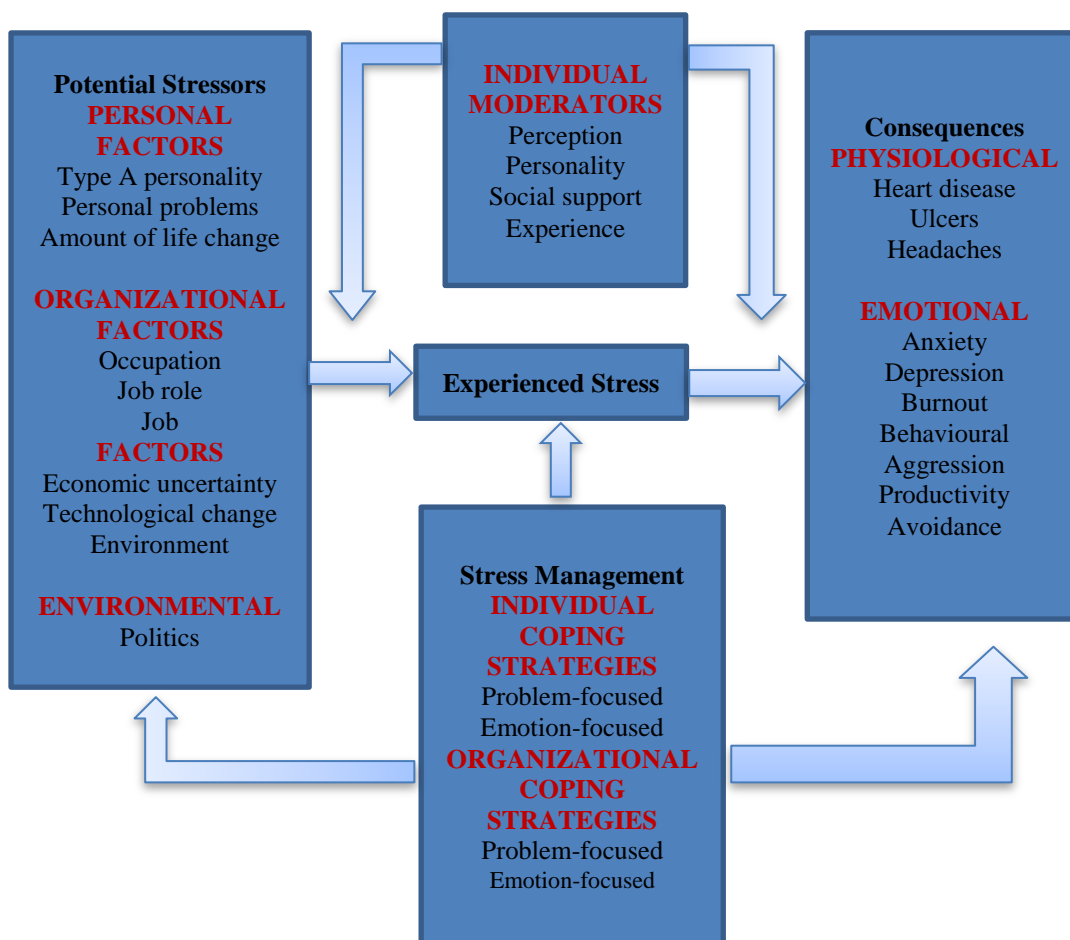 Potential Stressors
PERSONAL
FACTORS
Type A personality
Personal problems
Amount of life change
ORGANIZATIONAL
FACTORS
Occupation
Job role
Job
FACTORS
Economic uncertainty
Technological change
Environment
ENVIRONMENTAL
Politics
INDIVIDUAL
MODERATORS
Perception
Personality
Social support
Experience
Experienced Stress
Stress Management
INDIVIDUAL
COPING
STRATEGIES
Problem-focused
Emotion-focused
ORGANIZATIONAL
COPING
STRATEGIES
Problem-focused
Emotion-focused
Consequences
PHYSIOLOGICAL
Heart disease
Ulcers
Headaches
EMOTIONAL
Anxiety
Depression
Burnout
Behavioural
Aggression
Productivity
Avoidance